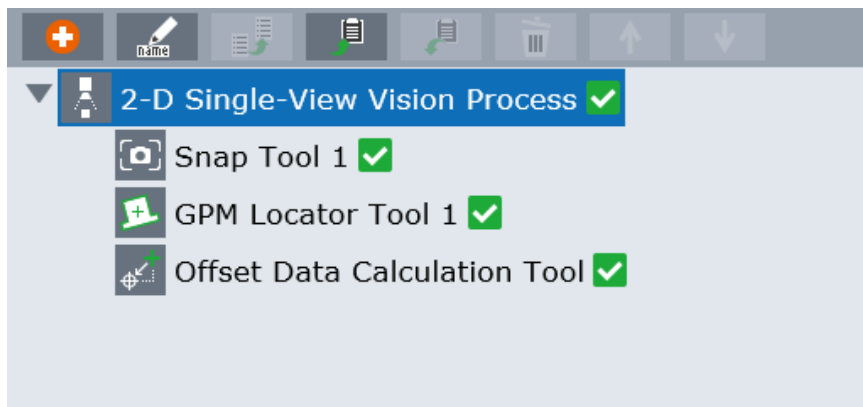 name
2-D Single-View Vision Process
Snap Tool 1
GPM Locator Tool 1
Offset Data Calculation Tool